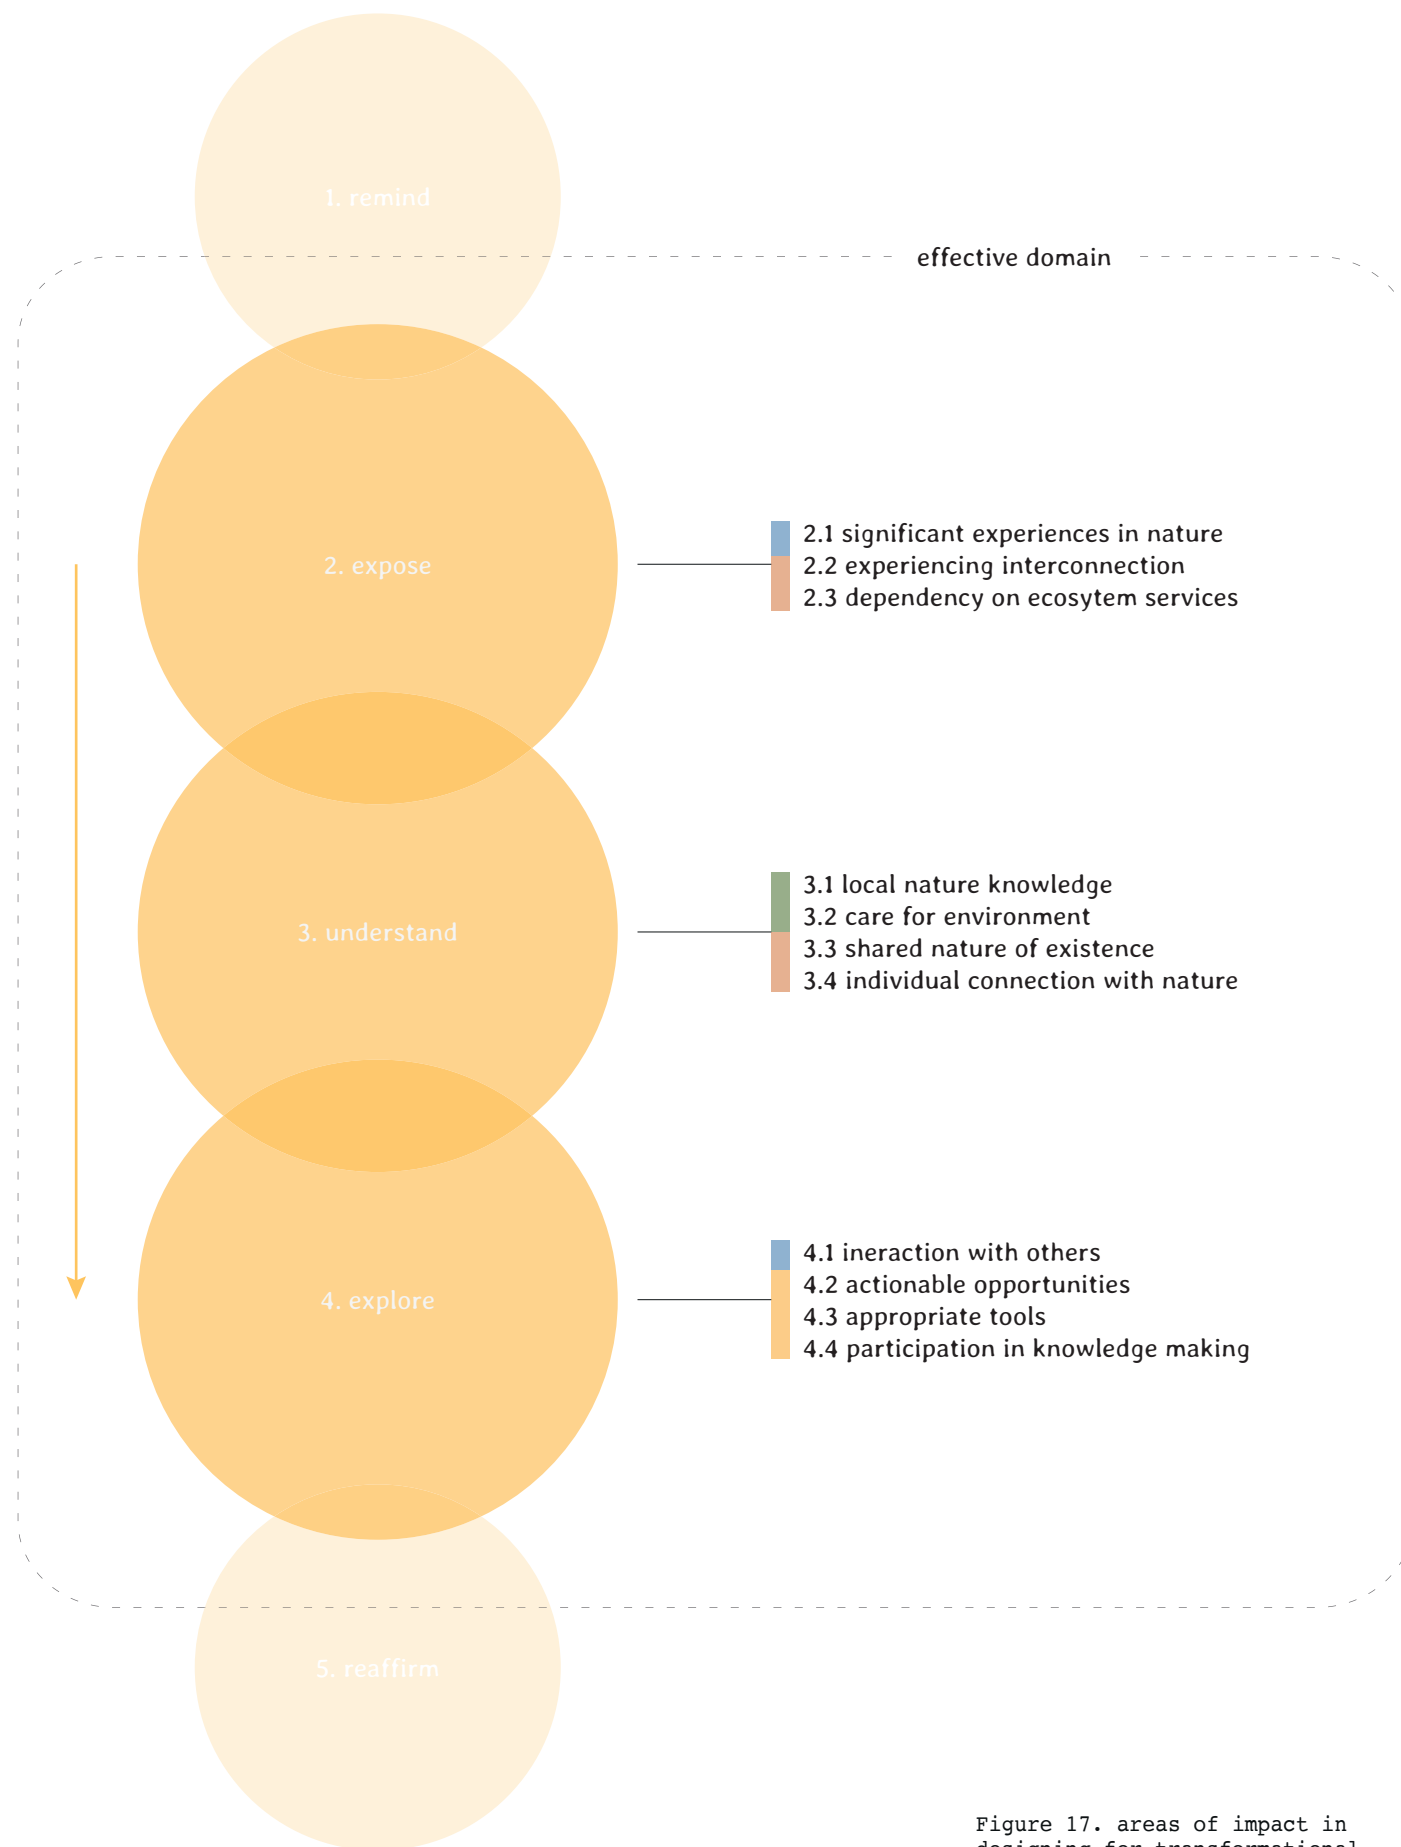 1. remind
effective domain
2. expose
2.1 significant experiences in nature
2.2 experiencing interconnection
2.3 dependency on ecosytem services
3. understand
3.1 local nature knowledge
3.2 care for environment
3.3 shared nature of existence
3.4 individual connection with nature
4. explore
4.1 ineraction with others
4.2 actionable opportunities
4.3 appropriate tools
4.4 participation in knowledge making
5. reaffirm
Figure 17. areas of impact in
designing for transformational